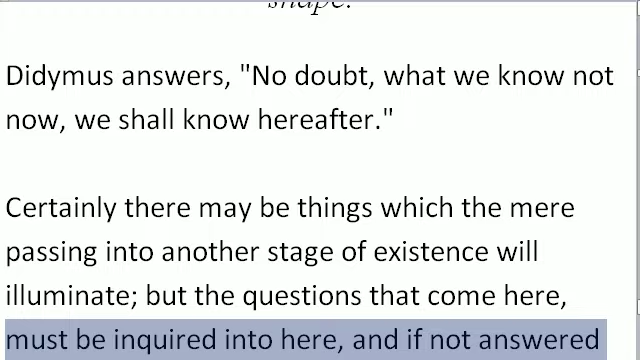 shape.
Didymus answers, "No doubt, what we know not
now, we shall know hereafter."
Certainly there may be things which the mere
passing into another stage of existence will
illuminate; but the questions that come here,
must be inquired into here, and if not answered